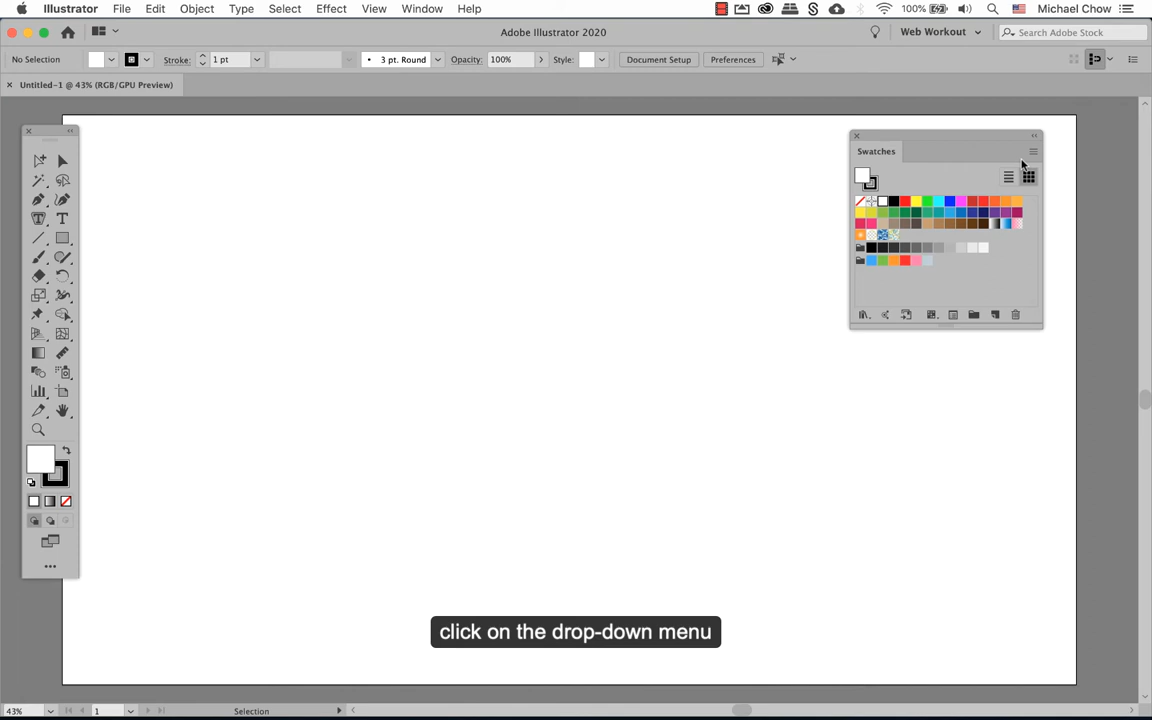 Illustrator File Edit Object Type Select Effect View Window Help 100% Michael Chow
Adobe Illustrator 2020 Web Workout Search Adobe Stock
No Selection Stroke: 1 pt 3 pt. Round Opacity: 100% Style: Document Setup Preferences
Untitled-1 @ 43% (RGB/GPU Preview)
Swatches
click on the drop-down menu
43% 1 Selection